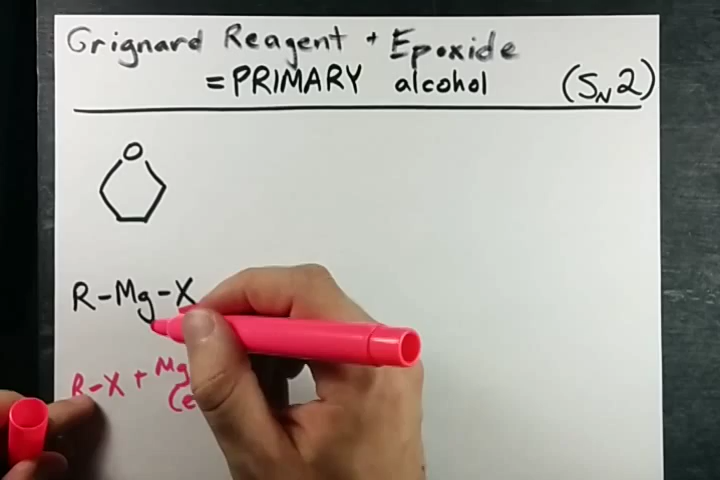 Grignard Reagent + Epoxide
= PRIMARY alcohol (SN2)
O
R-Mg-X
R-X + Mg
(e